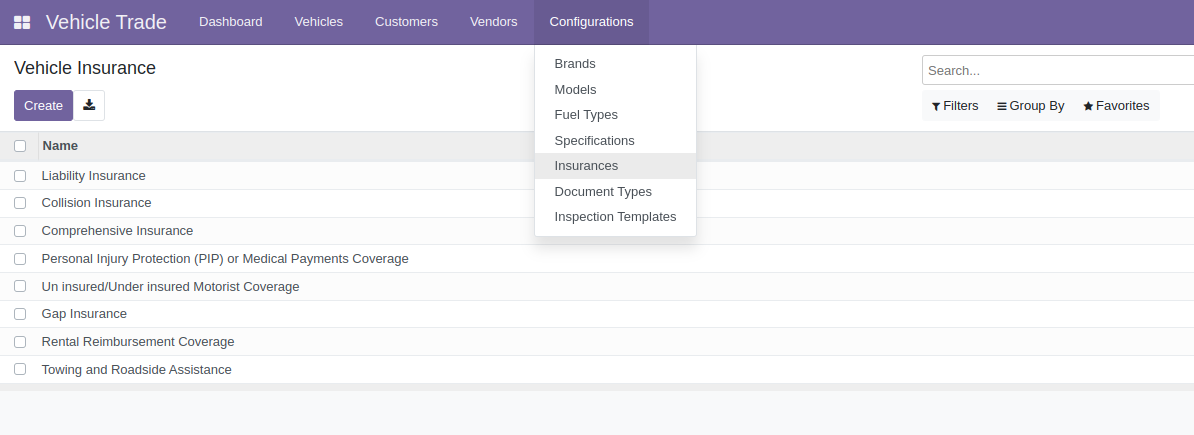 Vehicle Trade Dashboard Vehicles Customers Vendors Configurations
Vehicle Insurance
Create
Brands
Models
Fuel Types
Specifications
Insurances
Document Types
Inspection Templates
Search...
Filters Group By Favorites
Name
Liability Insurance
Collision Insurance
Comprehensive Insurance
Personal Injury Protection (PIP) or Medical Payments Coverage
Un insured/Under insured Motorist Coverage
Gap Insurance
Rental Reimbursement Coverage
Towing and Roadside Assistance